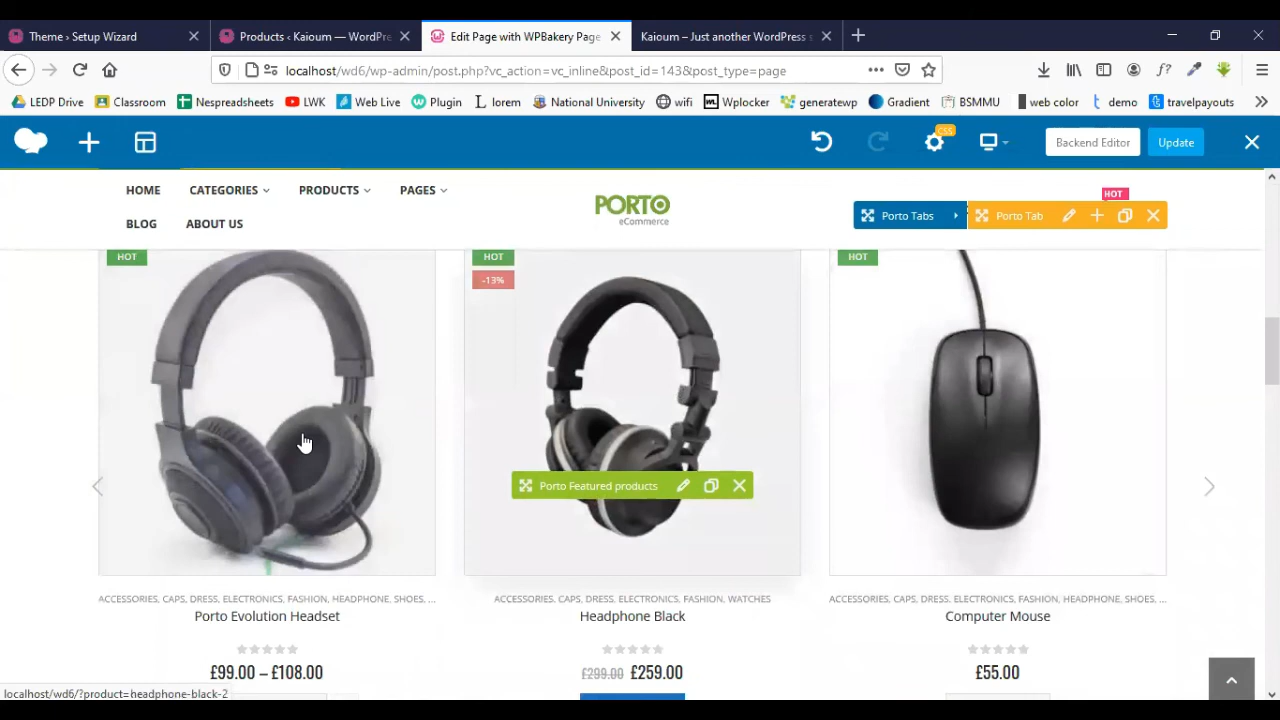 Theme › Setup Wizard
Products ‹ Kaioum — WordPre
Edit Page with WPBakery Page
Kaioum – Just another WordPress s
localhost/wd6/wp-admin/post.php?vc_action=vc_inline&post_id=143&post_type=page
LEDP Drive
Classroom
Nespreadsheets
LWK
Web Live
Plugin
lorem
National University
wifi
Wplocker
generatewp
Gradient
BSMMU
web color
demo
travelpayouts
CSS
Backend Editor
Update
HOME
CATEGORIES
PRODUCTS
PAGES
BLOG
ABOUT US
PORTO
eCommerce
HOT
Porto Tabs
Porto Tab
HOT
HOT
-13%
HOT
Porto Featured products
ACCESSORIES, CAPS, DRESS, ELECTRONICS, FASHION, HEADPHONE, SHOES, ...
Porto Evolution Headset
£99.00 – £108.00
ACCESSORIES, CAPS, DRESS, ELECTRONICS, FASHION, WATCHES
Headphone Black
£299.00 £259.00
ACCESSORIES, CAPS, DRESS, ELECTRONICS, FASHION, HEADPHONE, SHOES, ...
Computer Mouse
£55.00
localhost/wd6/?product=headphone-black-2